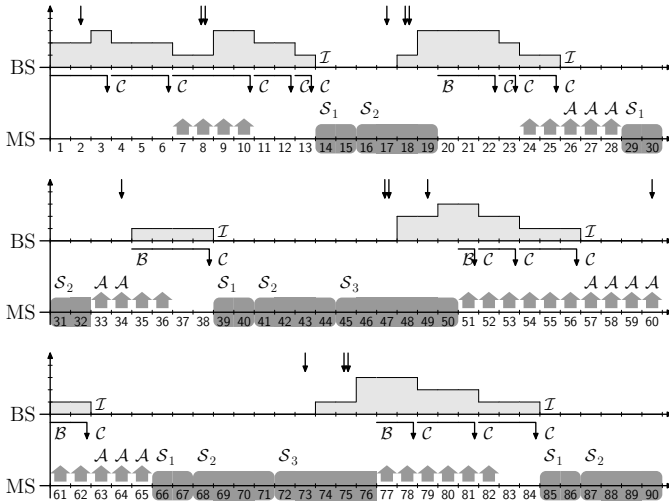 I
BS
C C C C C B C C C
S1 S2 A A A S1
MS
1 2 3 4 5 6 7 8 9 10 11 12 13 14 15 16 17 18 19 20 21 22 23 24 25 26 27 28 29 30
I I
BS
B C B C C C
S2 A A S1 S2 S3 A A A A
MS
31 32 33 34 35 36 37 38 39 40 41 42 43 44 45 46 47 48 49 50 51 52 53 54 55 56 57 58 59 60
I I
BS
B C B C C C
A A A S1 S2 S3 S1 S2
MS
61 62 63 64 65 66 67 68 69 70 71 72 73 74 75 76 77 78 79 80 81 82 83 84 85 86 87 88 89 90